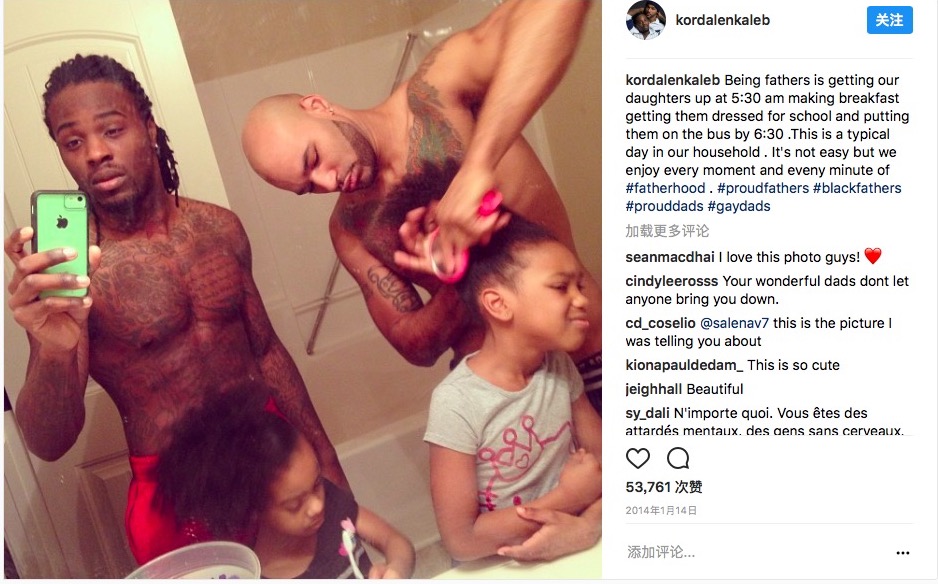 kordalenkaleb
关注
kordalenkaleb Being fathers is getting our
daughters up at 5:30 am making breakfast
getting them dressed for school and putting
them on the bus by 6:30 .This is a typical
day in our household . It's not easy but we
enjoy every moment and eveny minute of
#fatherhood . #proudfathers #blackfathers
#prouddads #gaydads
加载更多评论
seanmacdhai I love this photo guys! ❤️
cindyleerosss Your wonderful dads dont let
anyone bring you down.
cd_coselio @salenav7 this is the picture I
was telling you about
kionapauldedam_ This is so cute
jeighhall Beautiful
sy_dali N'importe quoi. Vous êtes des
attardés mentaux, des gens sans cerveaux.
53,761 次赞
2014年1月14日
添加评论...